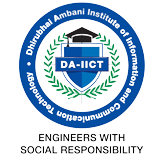 Dhirubhai Ambani Institute of Information and Communication Technology
DA-IICT
ENGINEERS WITH
SOCIAL RESPONSIBILITY